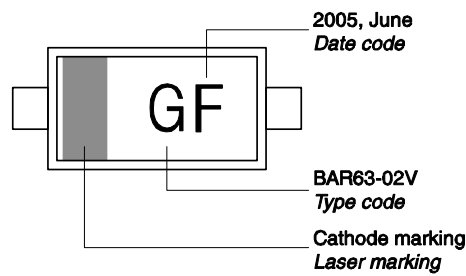 2005, June
Date code
GF
BAR63-02V
Type code
Cathode marking
Laser marking